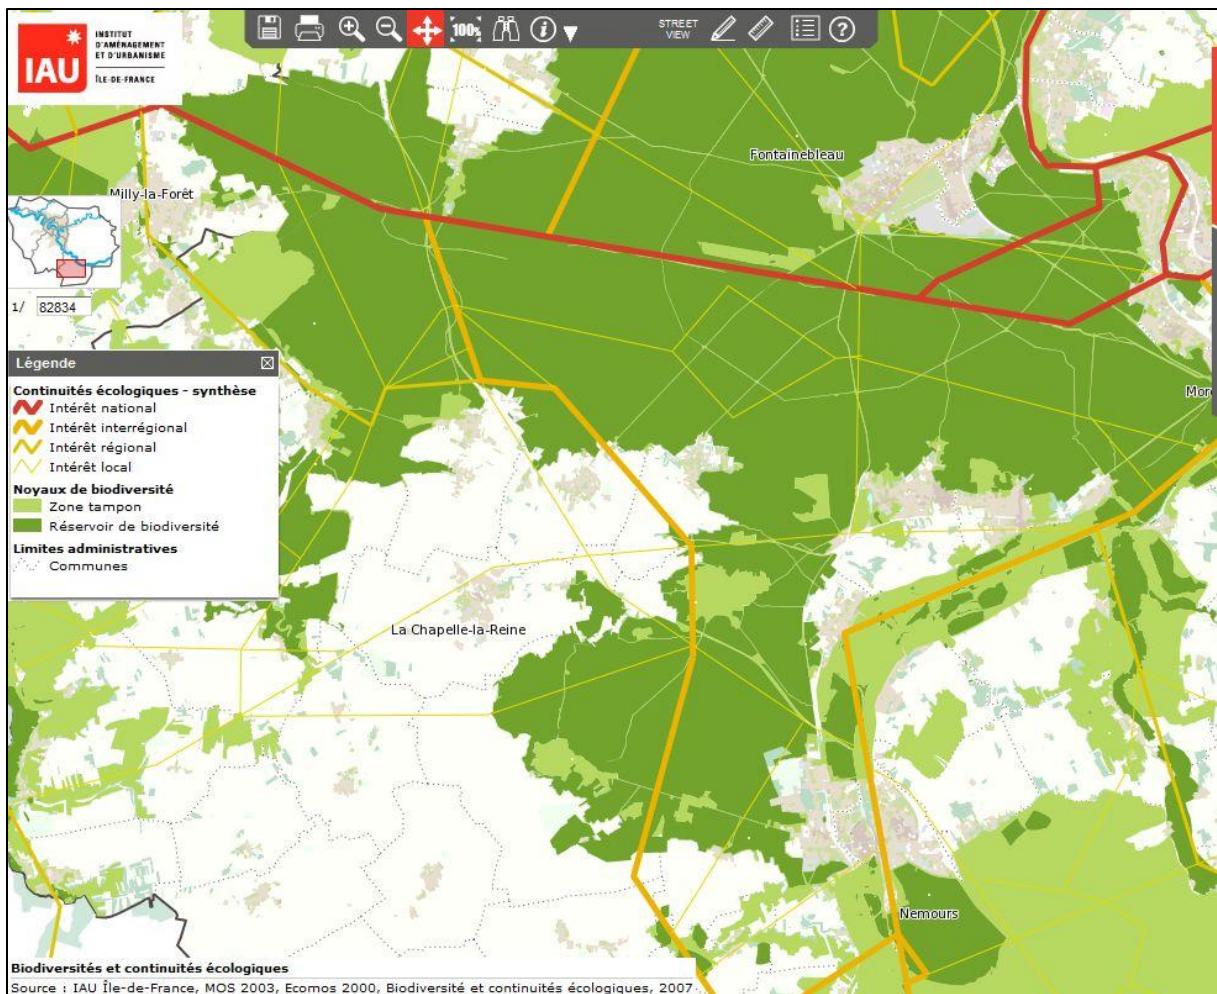 IAU
INSTITUT
D'AMÉNAGEMENT
ET D'URBANISME
ÎLE-DE-FRANCE
100%
STREET
VIEW
Fontainebleau
Milly-la-Forêt
1/ 82834
Légende
Continuités écologiques - synthèse
Intérêt national
Intérêt interrégional
Intérêt régional
Intérêt local
Noyaux de biodiversité
Zone tampon
Réservoir de biodiversité
Limites administratives
Communes
More
La Chapelle-la-Reine
Nemours
Biodiversités et continuités écologiques
Source : IAU Île-de-France, MOS 2003, Ecomos 2000, Biodiversité et continuités écologiques, 2007